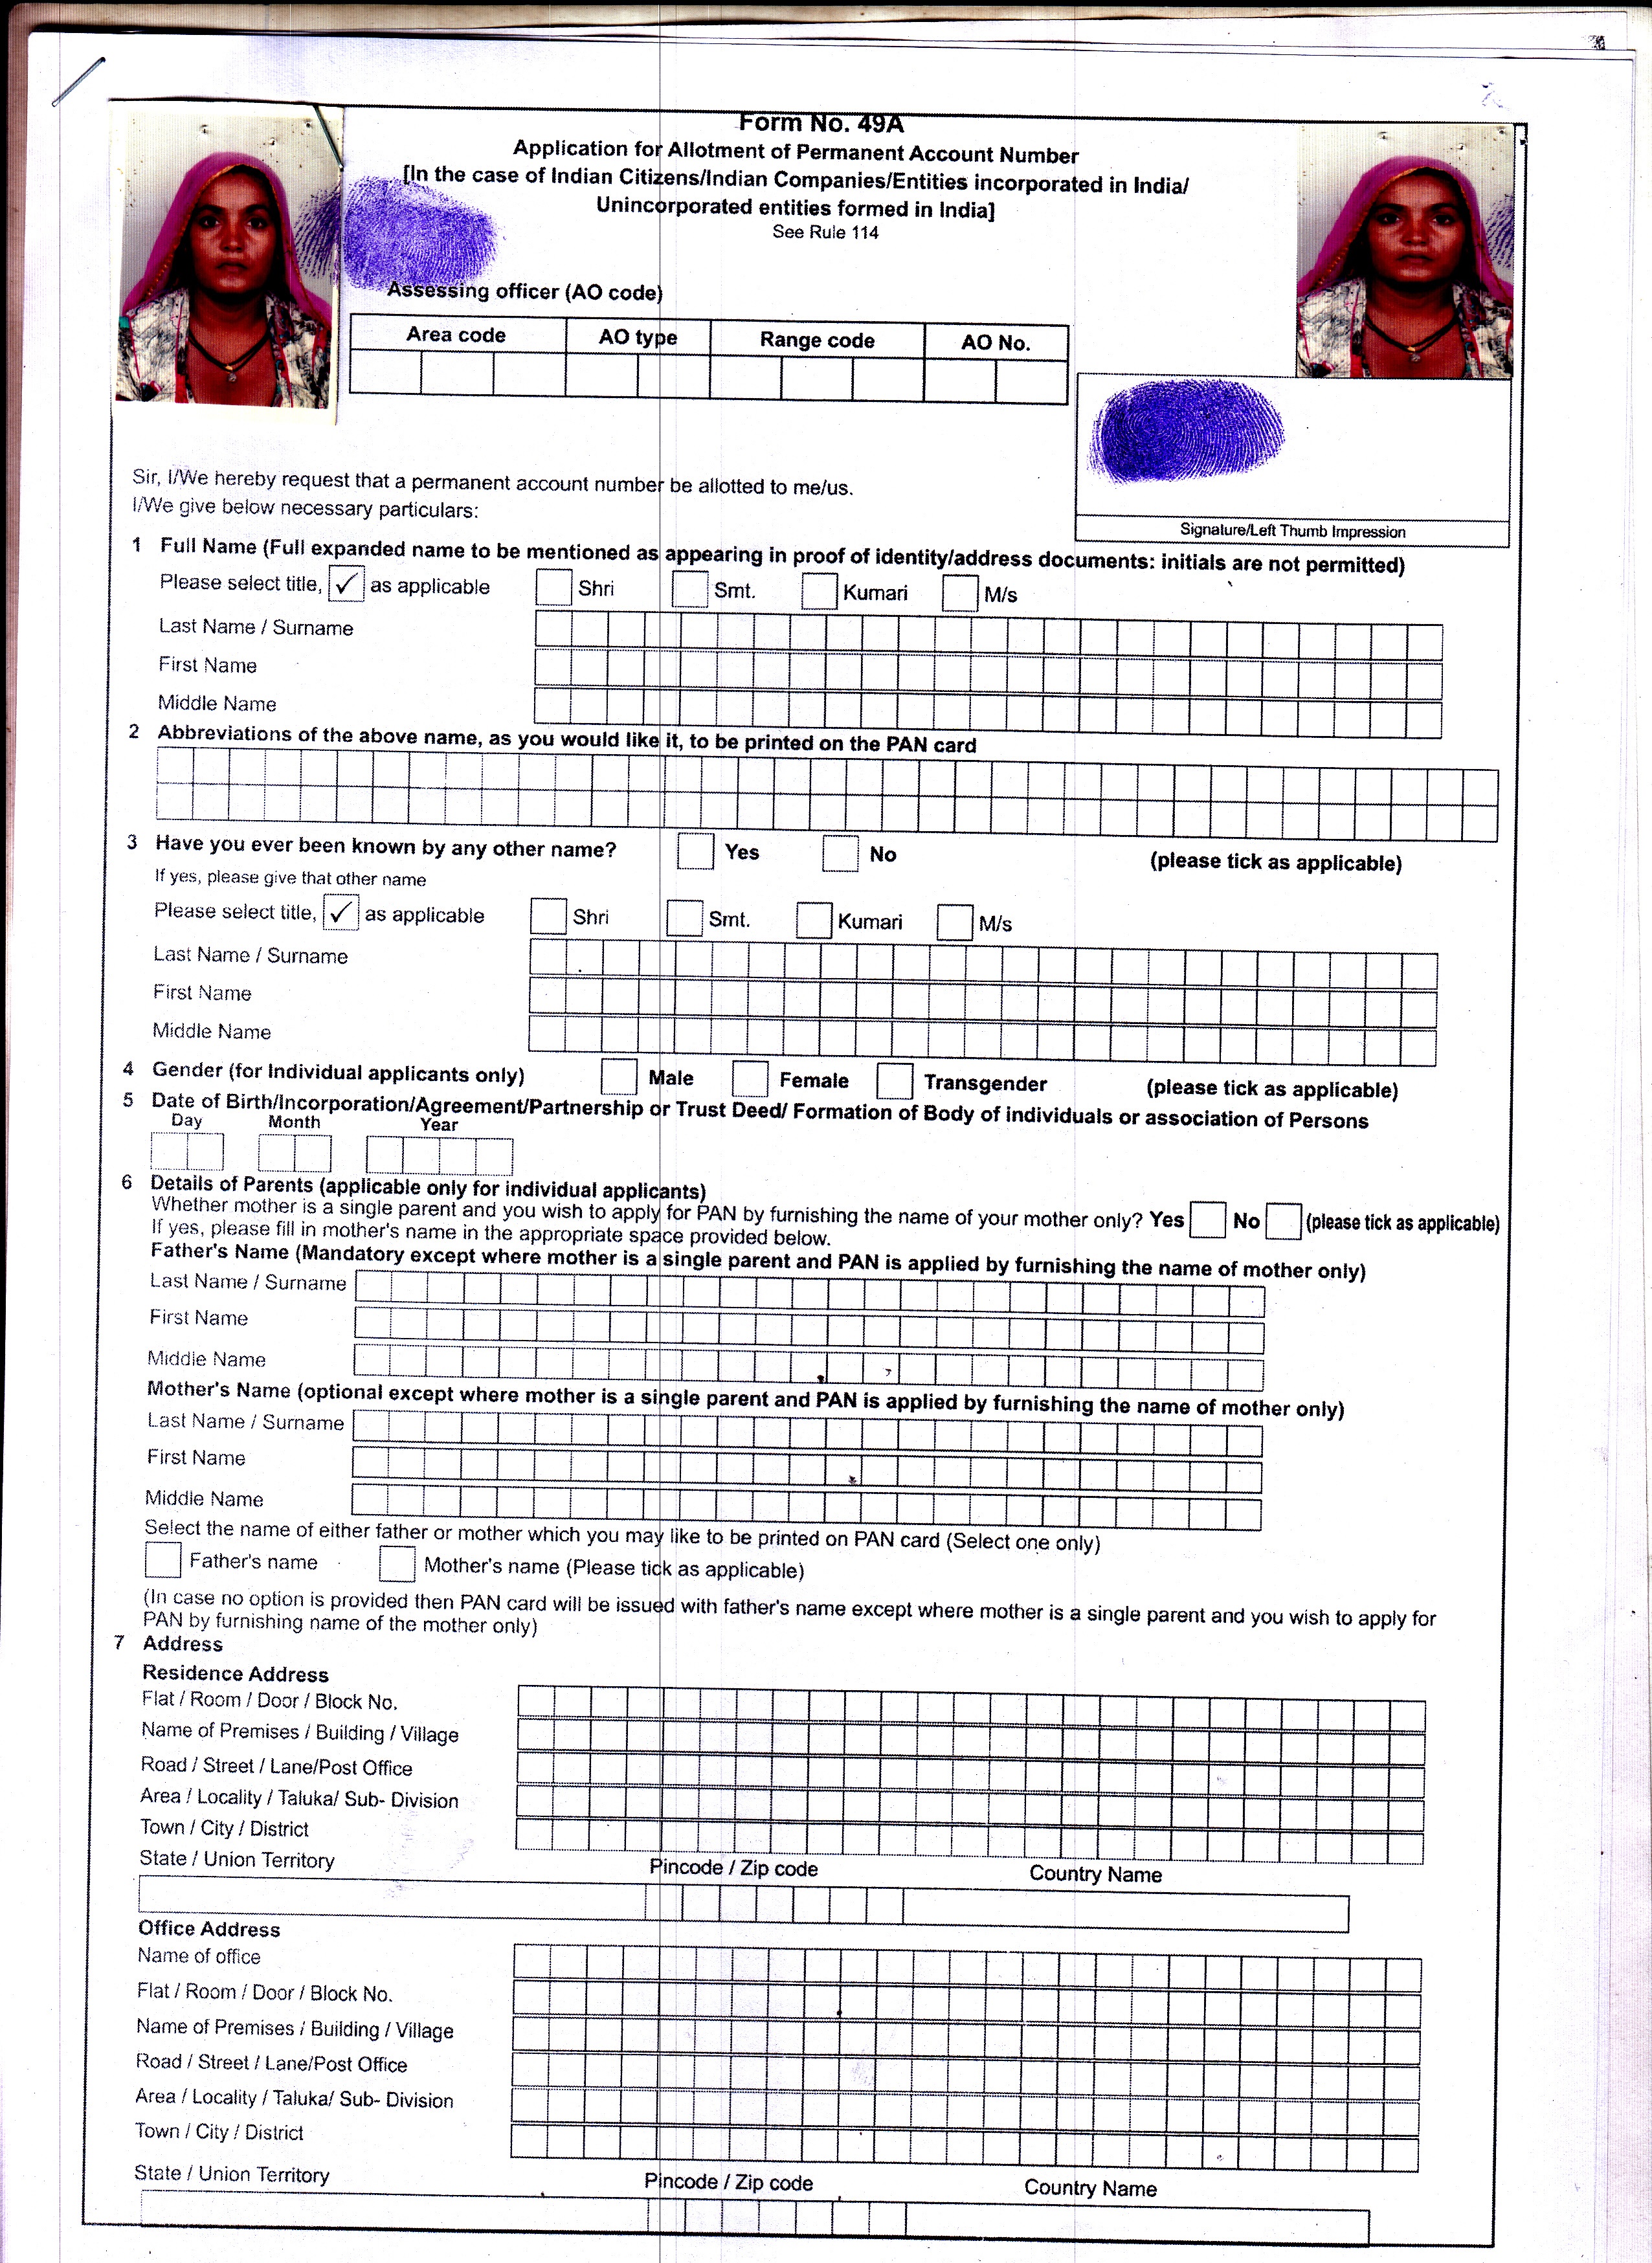 Form No. 49A
Application for Allotment of Permanent Account Number
[In the case of Indian Citizens/Indian Companies/Entities incorporated in India/
Unincorporated entities formed in India]
See Rule 114
Assessing officer (AO code)
Area code AO type Range code AO No.
Signature/Left Thumb Impression
Sir, I/We hereby request that a permanent account number be allotted to me/us.
I/We give below necessary particulars:
1 Full Name (Full expanded name to be mentioned as appearing in proof of identity/address documents: initials are not permitted)
Please select title, ✓ as applicable Shri Smt. Kumari M/s
Last Name / Surname
First Name
Middle Name
2 Abbreviations of the above name, as you would like it, to be printed on the PAN card
3 Have you ever been known by any other name? Yes No (please tick as applicable)
If yes, please give that other name
Please select title, ✓ as applicable Shri Smt. Kumari M/s
Last Name / Surname
First Name
Middle Name
4 Gender (for Individual applicants only) Male Female Transgender (please tick as applicable)
5 Date of Birth/Incorporation/Agreement/Partnership or Trust Deed/ Formation of Body of individuals or association of Persons
Day Month Year
6 Details of Parents (applicable only for individual applicants)
Whether mother is a single parent and you wish to apply for PAN by furnishing the name of your mother only? Yes No (please tick as applicable)
If yes, please fill in mother's name in the appropriate space provided below.
Father's Name (Mandatory except where mother is a single parent and PAN is applied by furnishing the name of mother only)
Last Name / Surname
First Name
Middle Name
Mother's Name (optional except where mother is a single parent and PAN is applied by furnishing the name of mother only)
Last Name / Surname
First Name
Middle Name
Select the name of either father or mother which you may like to be printed on PAN card (Select one only)
Father's name Mother's name (Please tick as applicable)
(In case no option is provided then PAN card will be issued with father's name except where mother is a single parent and you wish to apply for
PAN by furnishing name of the mother only)
7 Address
Residence Address
Flat / Room / Door / Block No.
Name of Premises / Building / Village
Road / Street / Lane/Post Office
Area / Locality / Taluka/ Sub- Division
Town / City / District
State / Union Territory Pincode / Zip code Country Name
Office Address
Name of office
Flat / Room / Door / Block No.
Name of Premises / Building / Village
Road / Street / Lane/Post Office
Area / Locality / Taluka/ Sub- Division
Town / City / District
State / Union Territory Pincode / Zip code Country Name